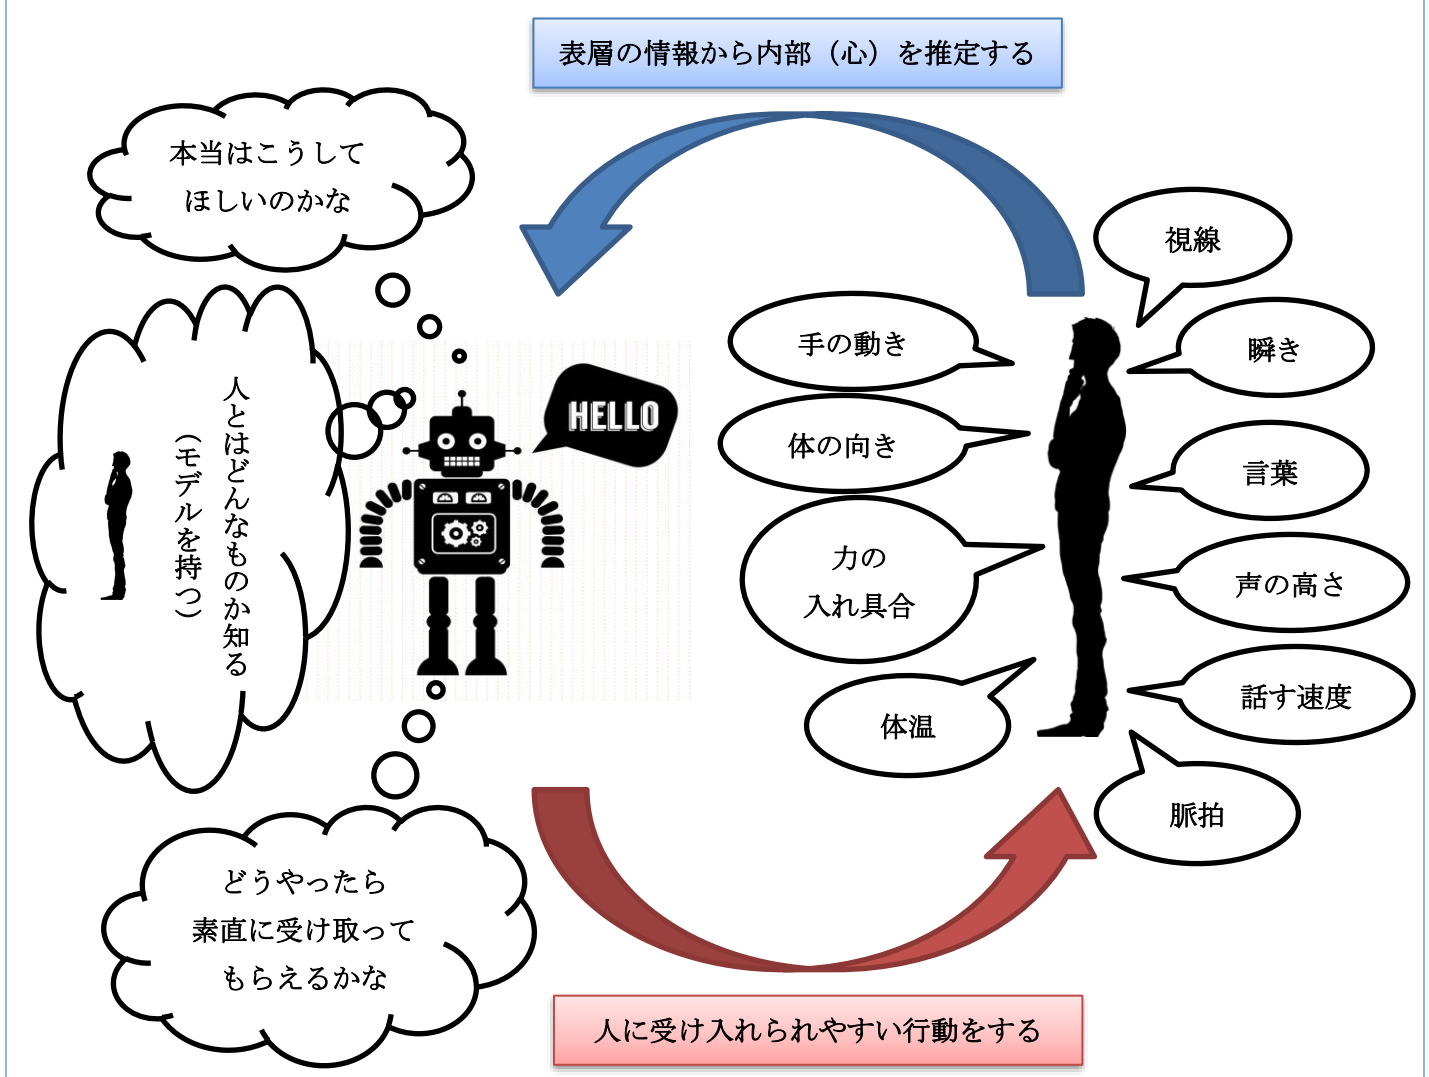 表層の情報から内部（心）を推定する
本当はこうして
ほしいのかな
人とはどんなものか知る
（モデルを持つ）
HELLO
どうやったら
素直に受け取って
もらえるかな
視線
手の動き
瞬き
体の向き
言葉
力の
入れ具合
声の高さ
体温
話す速度
脈拍
人に受け入れられやすい行動をする